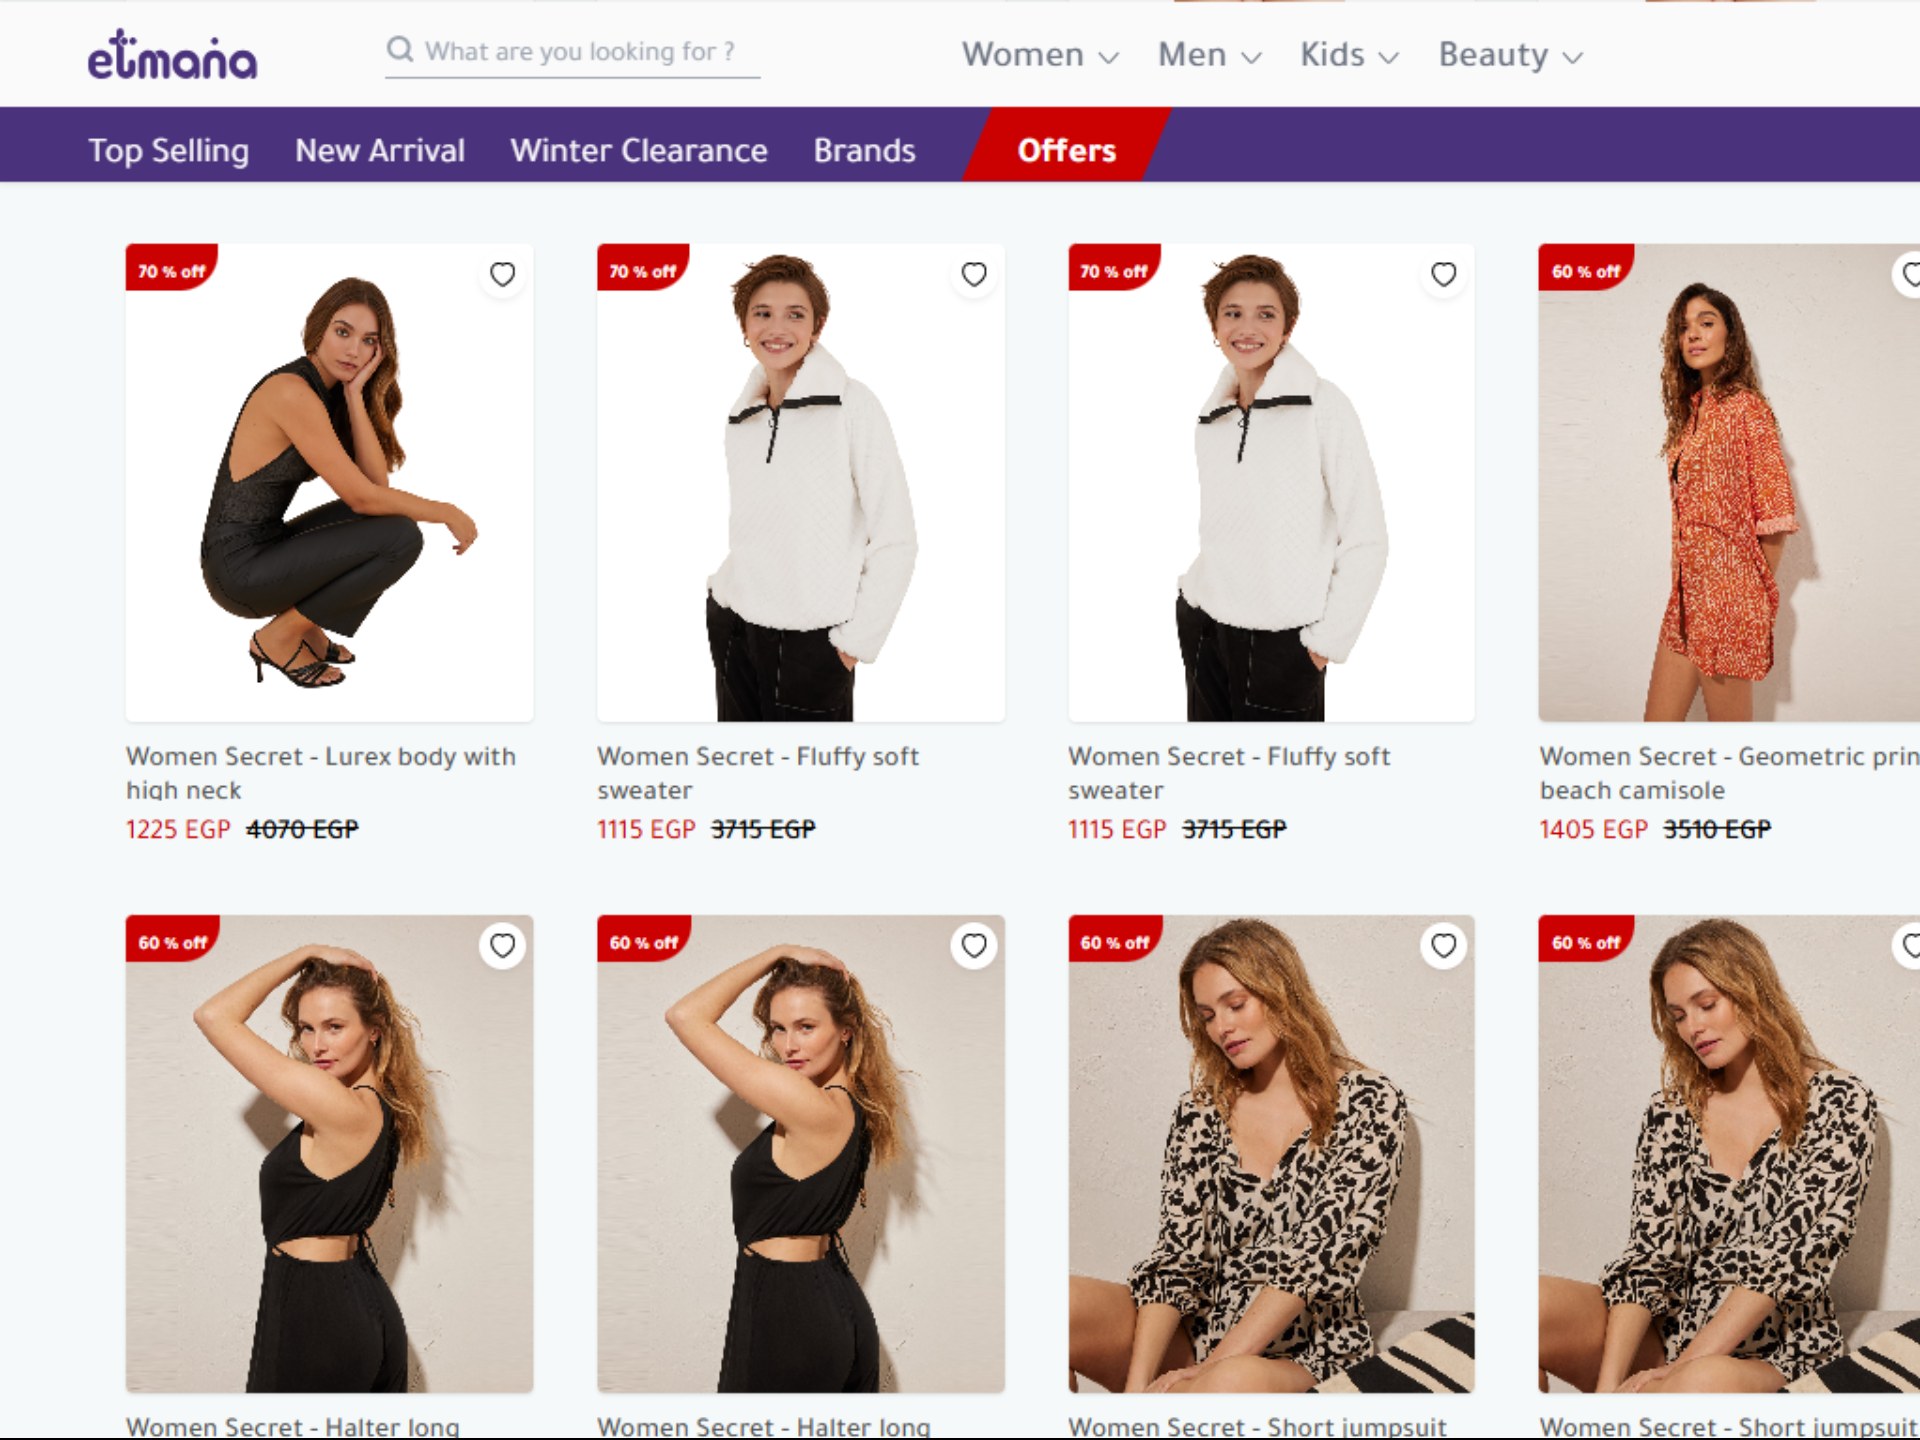 etmana
What are you looking for ?
Women
Men
Kids
Beauty
Top Selling
New Arrival
Winter Clearance
Brands
Offers
70 % off
70 % off
70 % off
60 % off
Women Secret - Lurex body with
high neck
1225 EGP 4070 EGP
Women Secret - Fluffy soft
sweater
1115 EGP 3715 EGP
Women Secret - Fluffy soft
sweater
1115 EGP 3715 EGP
Women Secret - Geometric prin
beach camisole
1405 EGP 3510 EGP
60 % off
60 % off
60 % off
60 % off
Women Secret - Halter long
Women Secret - Halter long
Women Secret - Short jumpsuit
Women Secret - Short jumpsuit